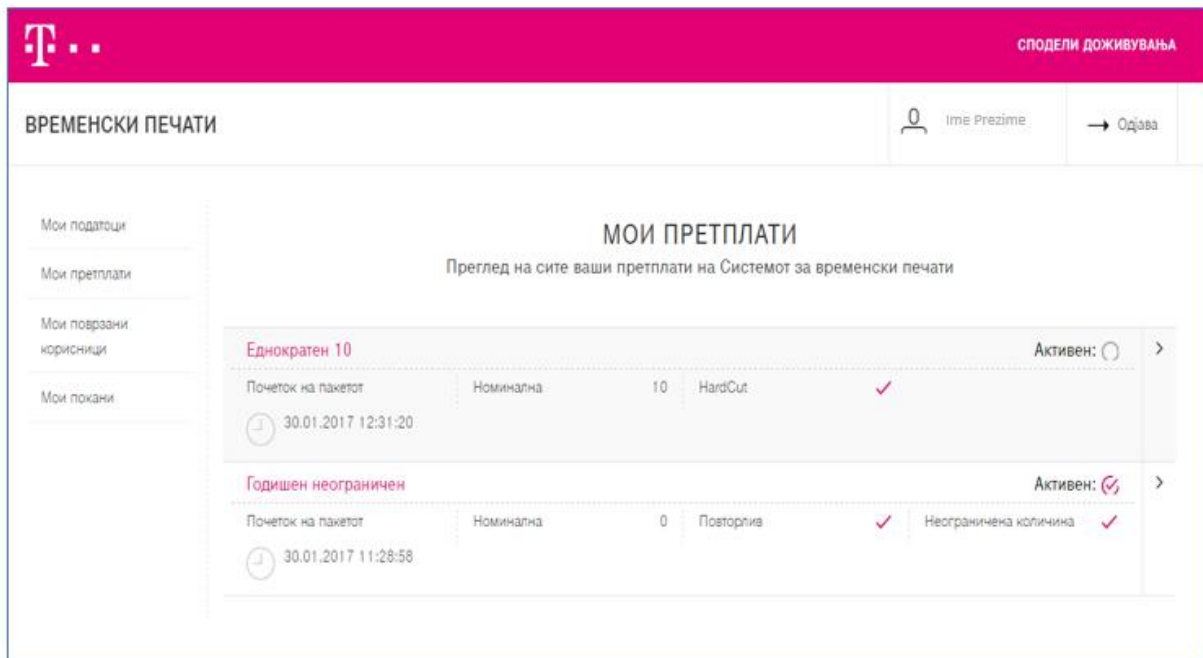 T
СПОДЕЛИ ДОЖИВУВАЊА
ВРЕМЕНСКИ ПЕЧАТИ
Ime Prezime
Одјава
Мои податоци
Мои претплати
Мои поврзани
корисници
Мои покани
МОИ ПРЕТПЛАТИ
Преглед на сите ваши претплати на Системот за временски печати
Еднократен 10
Активен:
Почеток на пакетот
Номинална
10
HardCut
30.01.2017 12:31:20
Годишен неограничен
Активен:
Почеток на пакетот
Номинална
0
Повторлив
Неограничена количина
30.01.2017 11:28:58